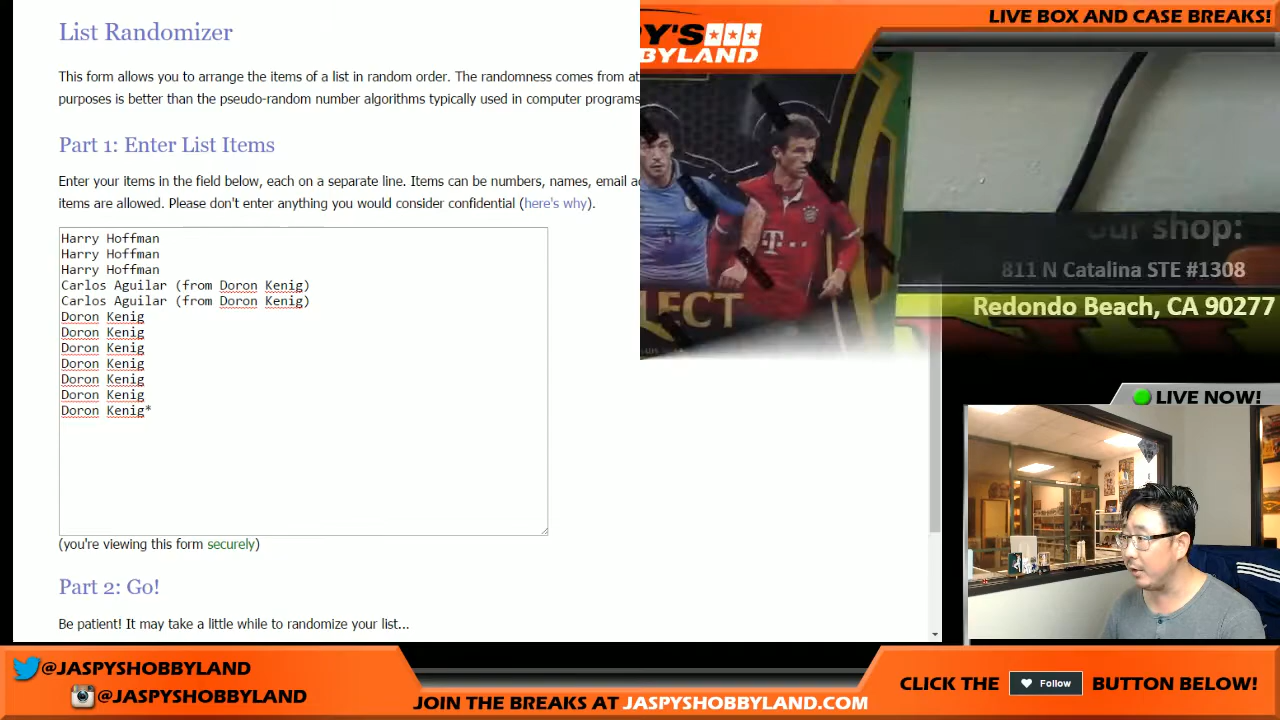 List Randomizer
This form allows you to arrange the items of a list in random order. The randomness comes from at
purposes is better than the pseudo-random number algorithms typically used in computer programs
Part 1: Enter List Items
Enter your items in the field below, each on a separate line. Items can be numbers, names, email a
items are allowed. Please don't enter anything you would consider confidential (here's why).
Harry Hoffman
Harry Hoffman
Harry Hoffman
Carlos Aguilar (from Doron Kenig)
Carlos Aguilar (from Doron Kenig)
Doron Kenig
Doron Kenig
Doron Kenig
Doron Kenig
Doron Kenig
Doron Kenig
Doron Kenig*
(you're viewing this form securely)
Part 2: Go!
Be patient! It may take a little while to randomize your list...
PY'S
BBYLAND
LIVE BOX AND CASE BREAKS!
LECT
our shop:
811 N Catalina STE #1308
Redondo Beach, CA 90277
LIVE NOW!
@JASPYSHOBBYLAND
@JASPYSHOBBYLAND
JOIN THE BREAKS AT JASPYSHOBBYLAND.COM
CLICK THE Follow BUTTON BELOW!